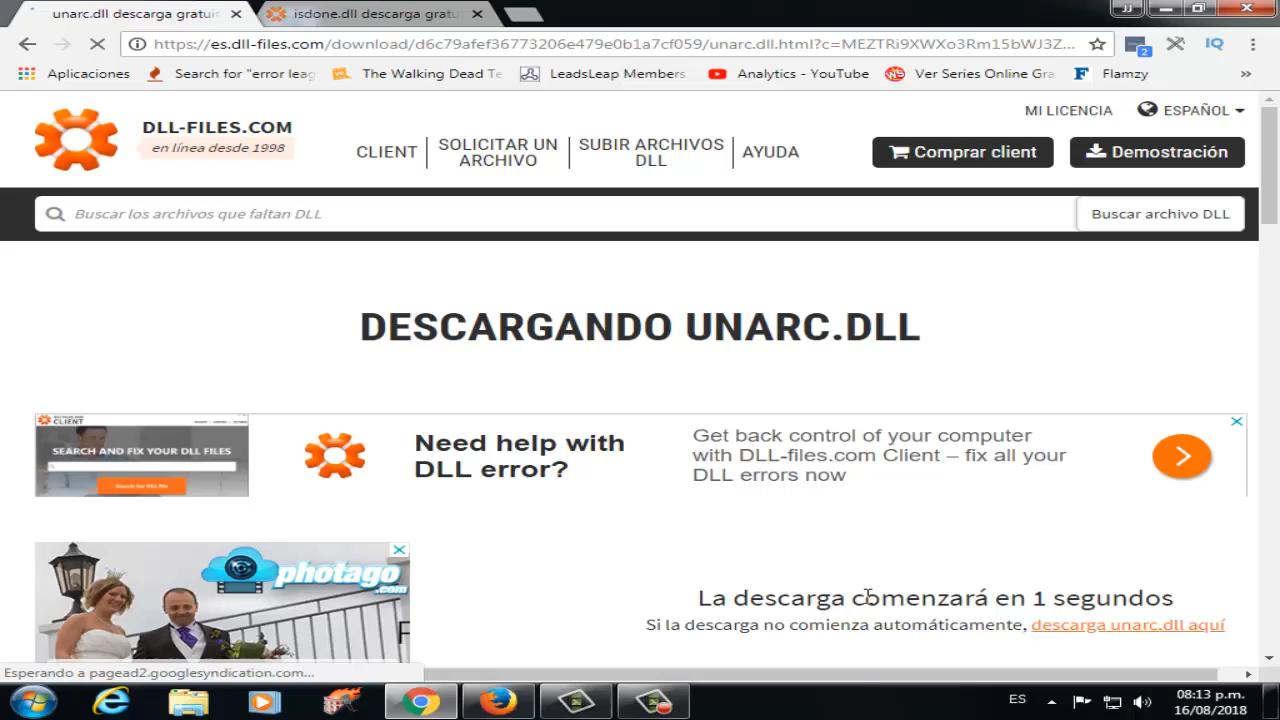 unarc.dll descarga gratui
isdone.dll descarga gratu
https://es.dll-files.com/download/d6c79afef36773206e479e0b1a7cf059/unarc.dll.html?c=MEZTRi9XWXo3Rm15bWJ3Z...
2
IQ
Aplicaciones
Search for "error leag
The Walking Dead Te
LeadsLeap Members
Analytics - YouTube
Ver Series Online Gra
Flamzy
»
MI LICENCIA
ESPAÑOL
DLL-FILES.COM
en línea desde 1998
CLIENT
SOLICITAR UN
ARCHIVO
SUBIR ARCHIVOS
DLL
AYUDA
Comprar client
Demostración
Buscar los archivos que faltan DLL
Buscar archivo DLL
DESCARGANDO UNARC.DLL
CLIENT
SEARCH AND FIX YOUR DLL FILES
Need help with
DLL error?
Get back control of your computer
with DLL-files.com Client – fix all your
DLL errors now
photago
.com
La descarga comenzará en 1 segundos
Si la descarga no comienza automáticamente, descarga unarc.dll aquí
Esperando a pagead2.googlesyndication.com...
ES
08:13 p.m.
16/08/2018